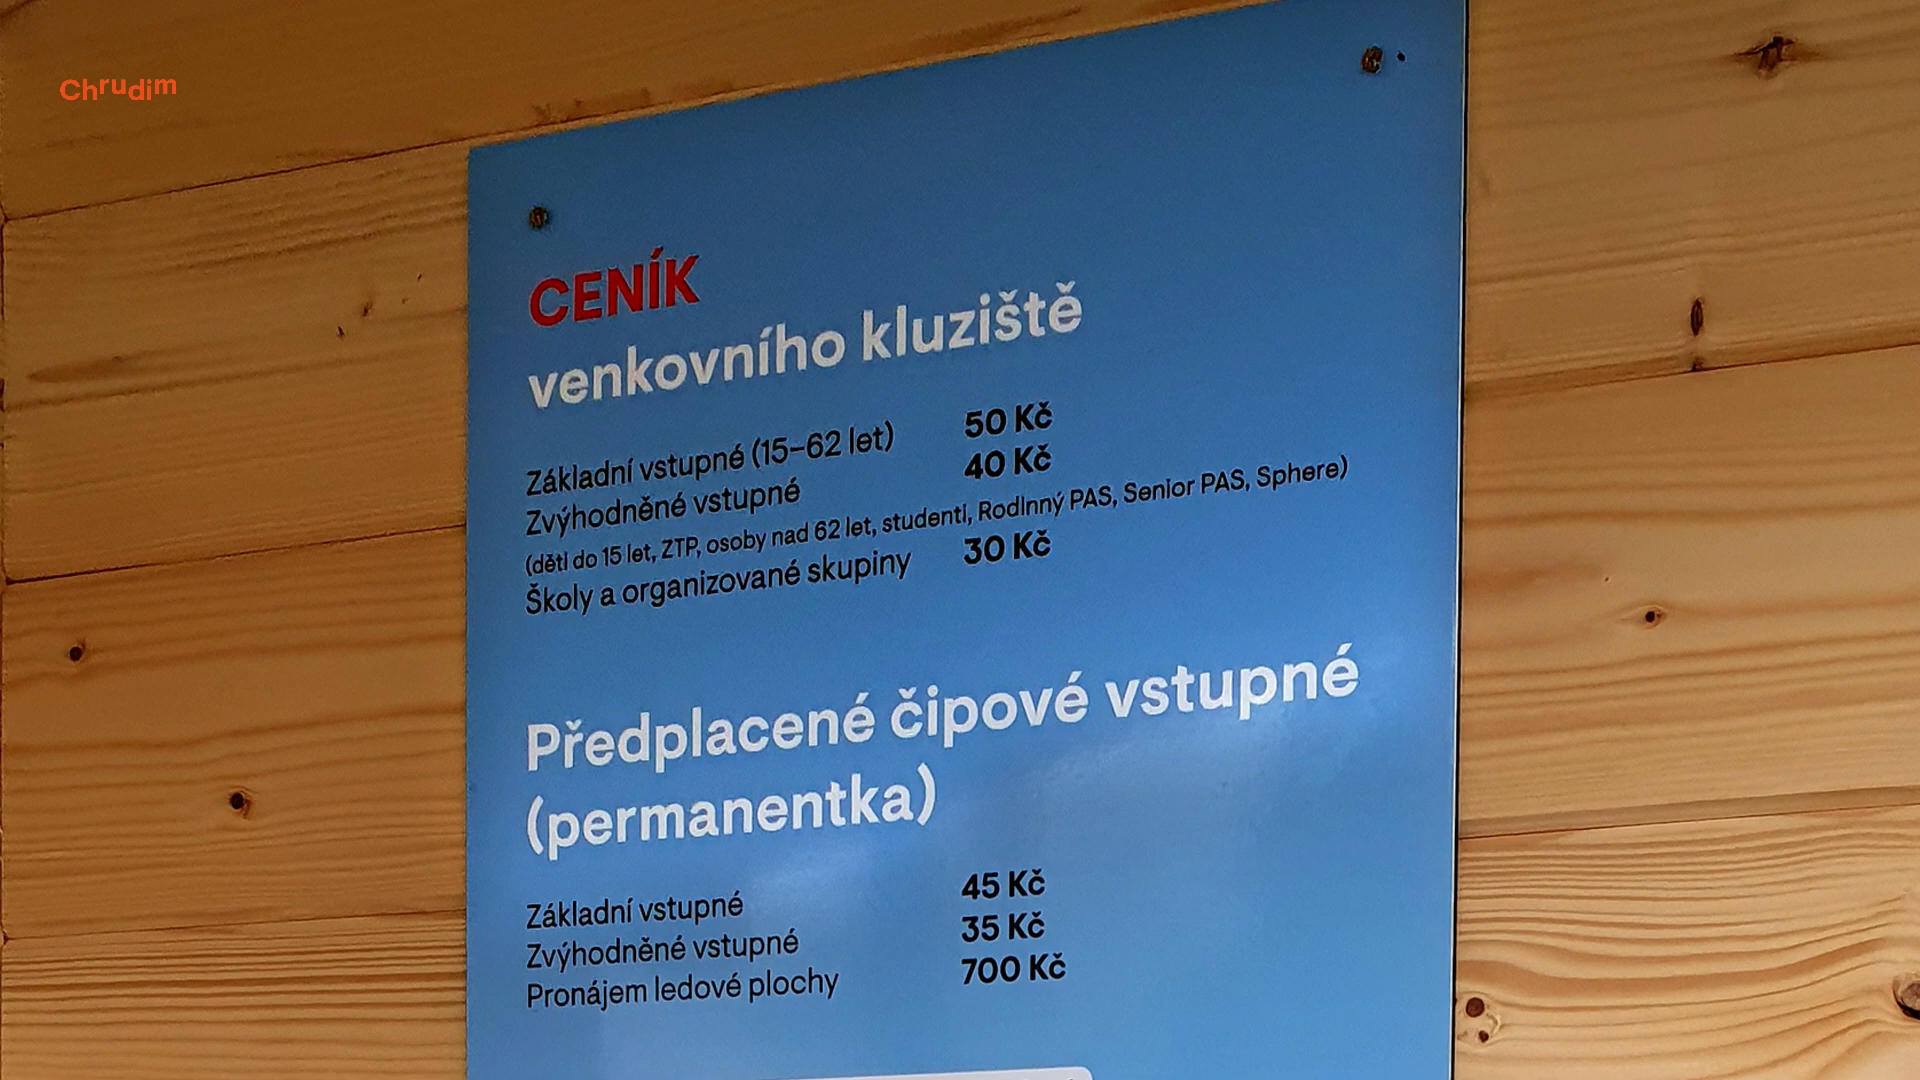 Chrudim
CENÍK
venkovního kluziště
Základní vstupné (15–62 let) 50 Kč
Zvýhodněné vstupné 40 Kč
(děti do 15 let, ZTP, osoby nad 62 let, studenti, Rodinný PAS, Senior PAS, Sphere)
Školy a organizované skupiny 30 Kč
Předplacené čipové vstupné
(permanentka)
Základní vstupné 45 Kč
Zvýhodněné vstupné 35 Kč
Pronájem ledové plochy 700 Kč